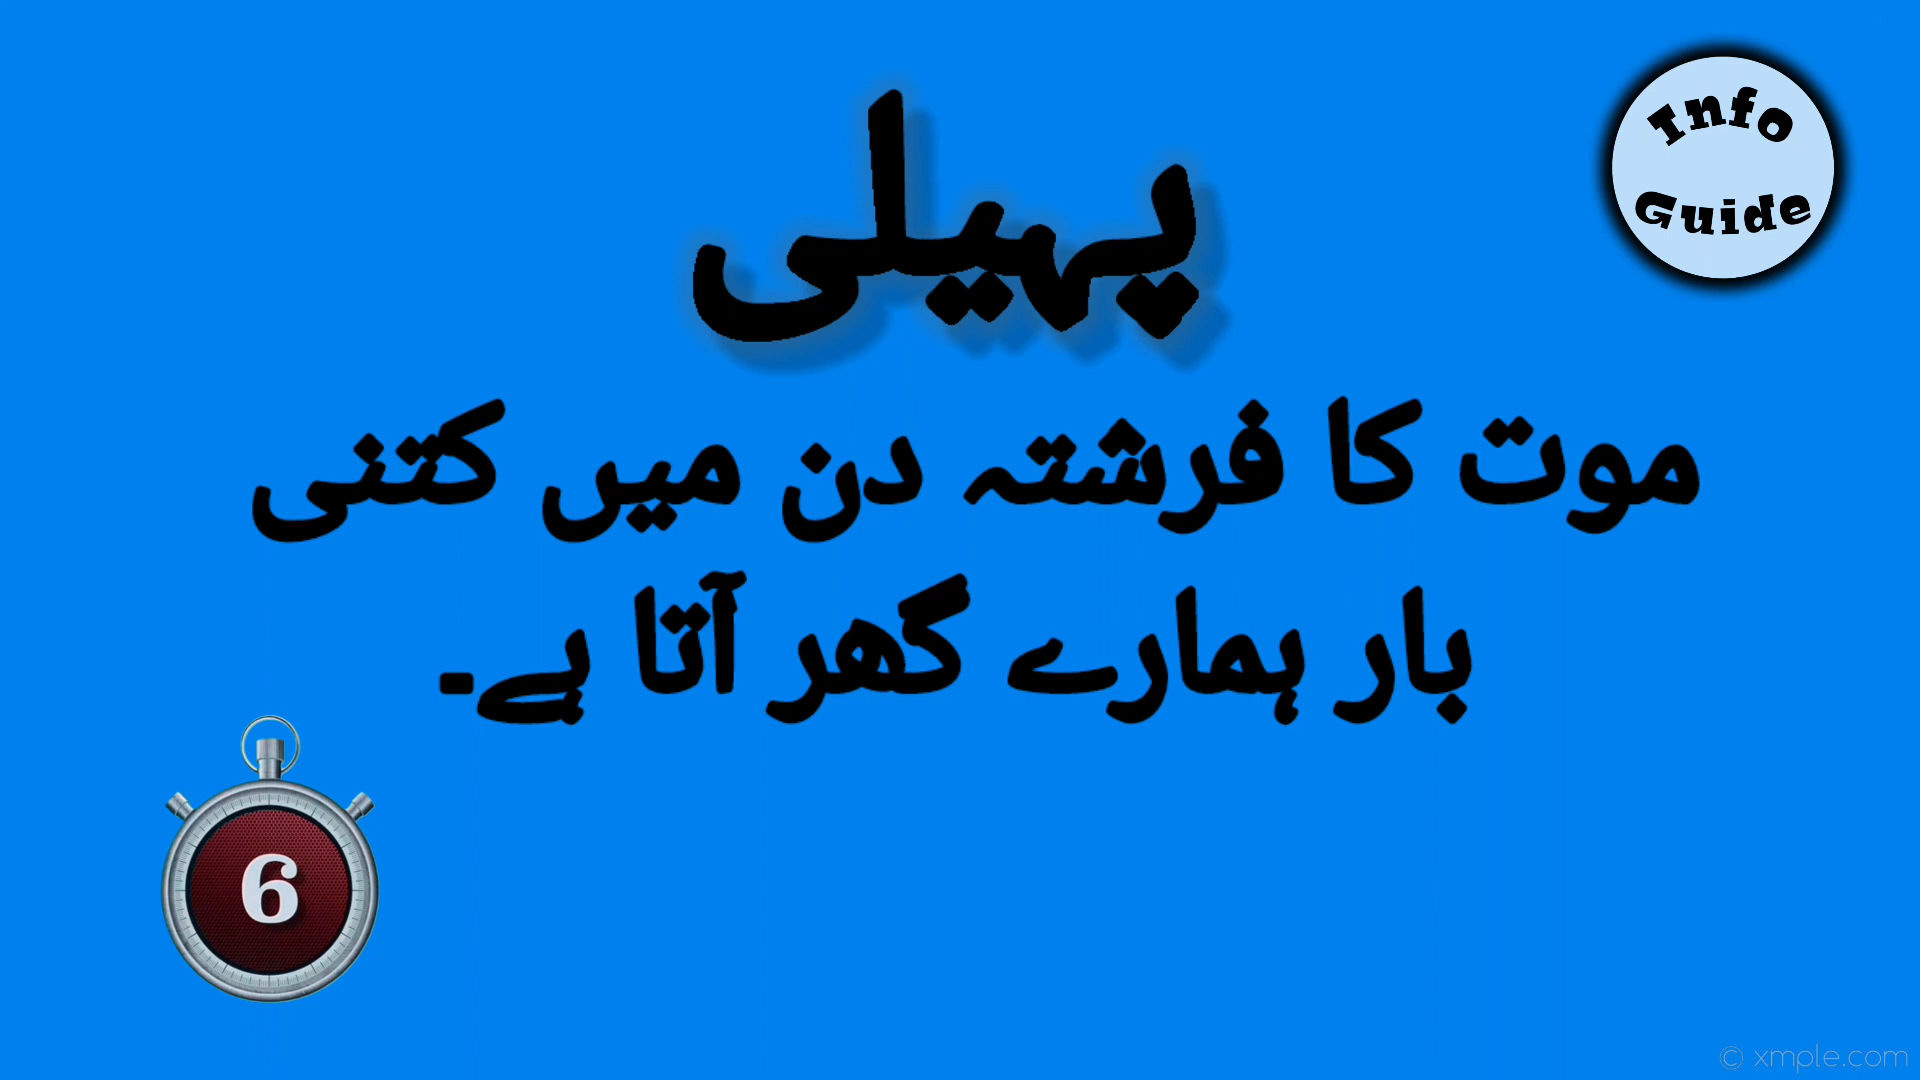 Info
Guide
پہیلی
موت کا فرشتہ دن میں کتنی
بار ہمارے گھر آتا ہے۔
6
© xmple.com